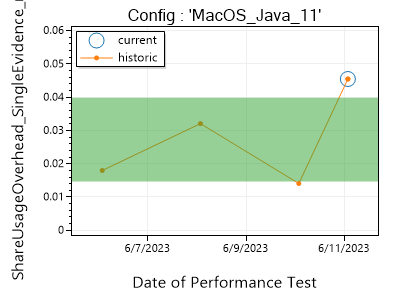 Config : 'MacOS_Java_11'
current
historic
0.06
0.05
0.04
0.03
0.02
0.01
0
6/7/2023
6/9/2023
6/11/2023
Date of Performance Test
ShareUsageOverhead_SingleEvidence_